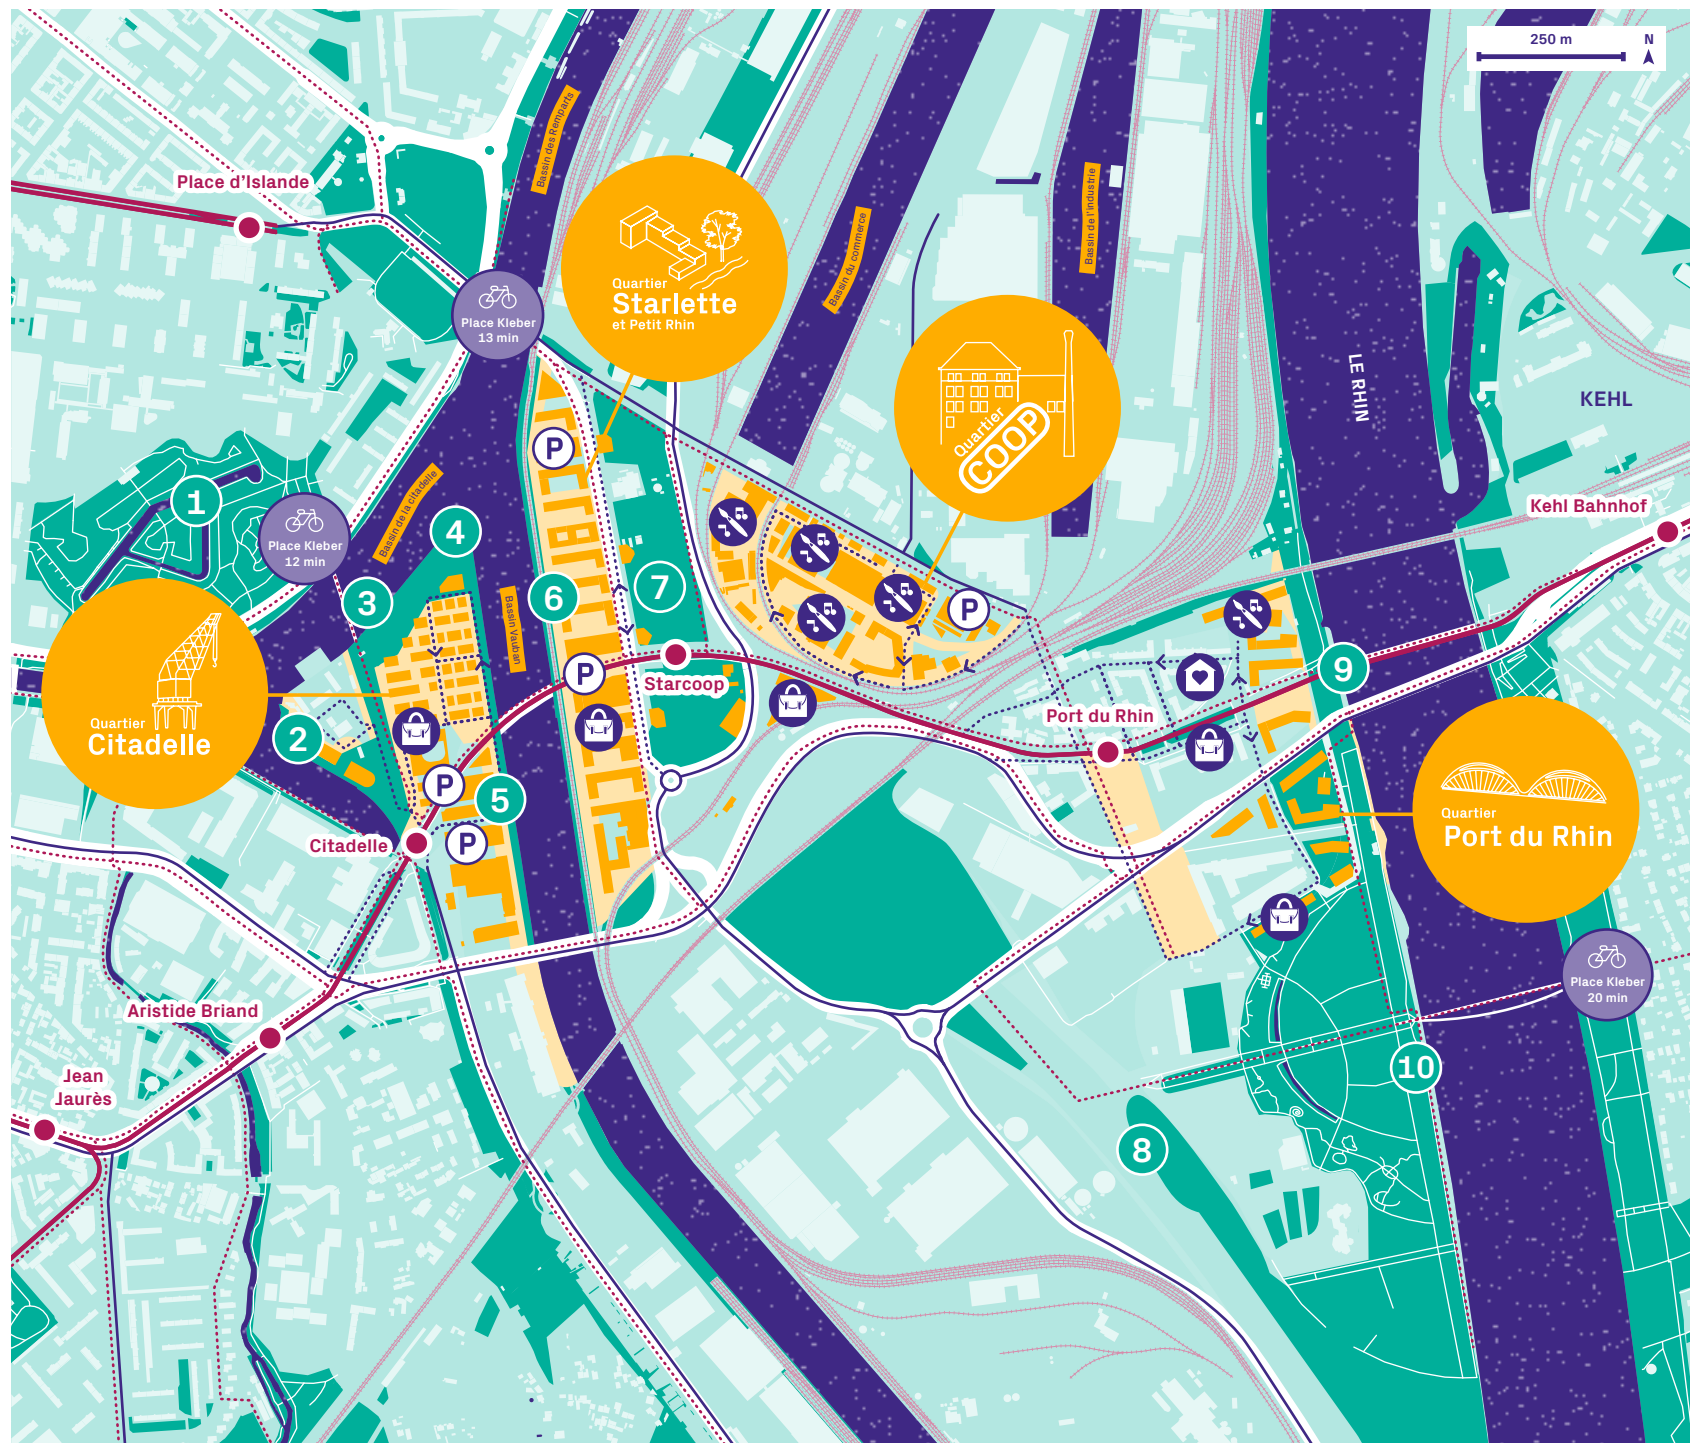 250 m
N
Bassin des Remparts
Place d'Islande
Bassin du commerce
Bassin de l'Industrie
Quartier
Starlette
et Petit Rhin
Place Kleber
13 min
Quartier
COOP
LE RHIN
KEHL
P
Bassin de la citadelle
1
Kehl Bahnhof
Place Kleber
12 min
4
3
Bassin Vauban
6
7
P
Quartier
Citadelle
P
Starcoop
9
Port du Rhin
2
P
5
Citadelle
P
Quartier
Port du Rhin
Place Kleber
20 min
Aristide Briand
Jean
Jaurès
10
8